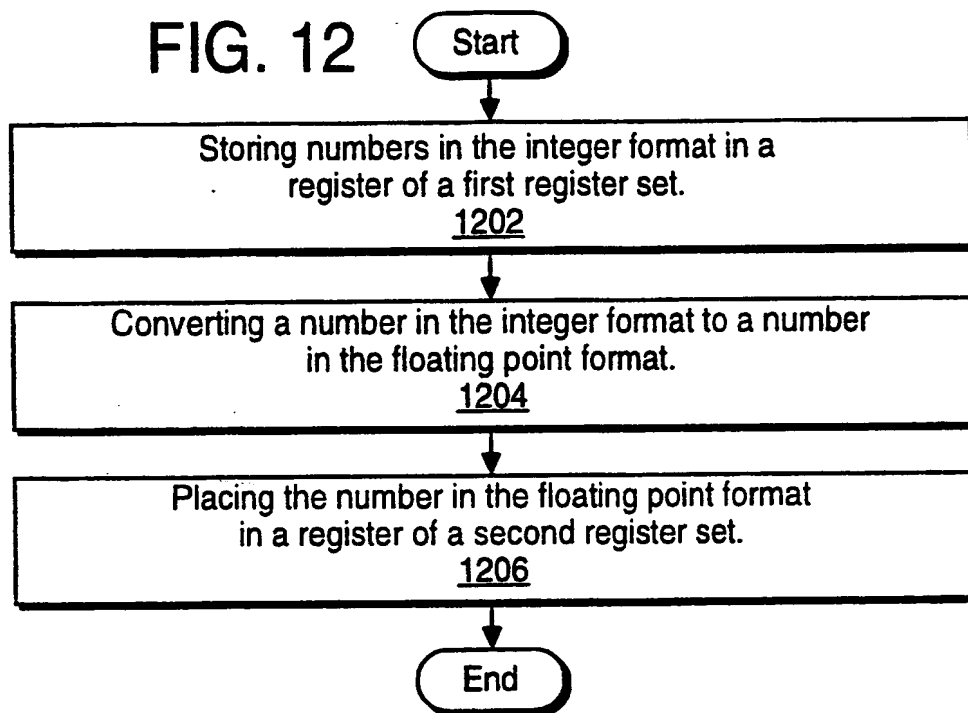 FIG. 12
Start
Storing numbers in the integer format in a
register of a first register set.
1202
Converting a number in the integer format to a number
in the floating point format.
1204
Placing the number in the floating point format
in a register of a second register set.
1206
End